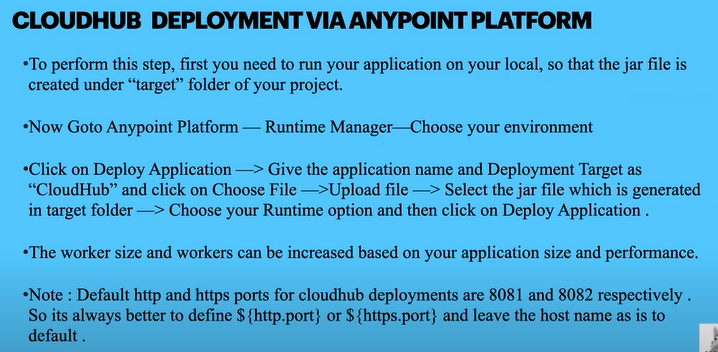 CLOUDHUB DEPLOYMENT VIA ANYPOINT PLATFORM
•To perform this step, first you need to run your application on your local, so that the jar file is
created under “target” folder of your project.
•Now Goto Anypoint Platform — Runtime Manager—Choose your environment
•Click on Deploy Application —> Give the application name and Deployment Target as
“CloudHub” and click on Choose File —>Upload file —> Select the jar file which is generated
in target folder —> Choose your Runtime option and then click on Deploy Application .
•The worker size and workers can be increased based on your application size and performance.
•Note : Default http and https ports for cloudhub deployments are 8081 and 8082 respectively .
So its always better to define ${http.port} or ${https.port} and leave the host name as is to
default .